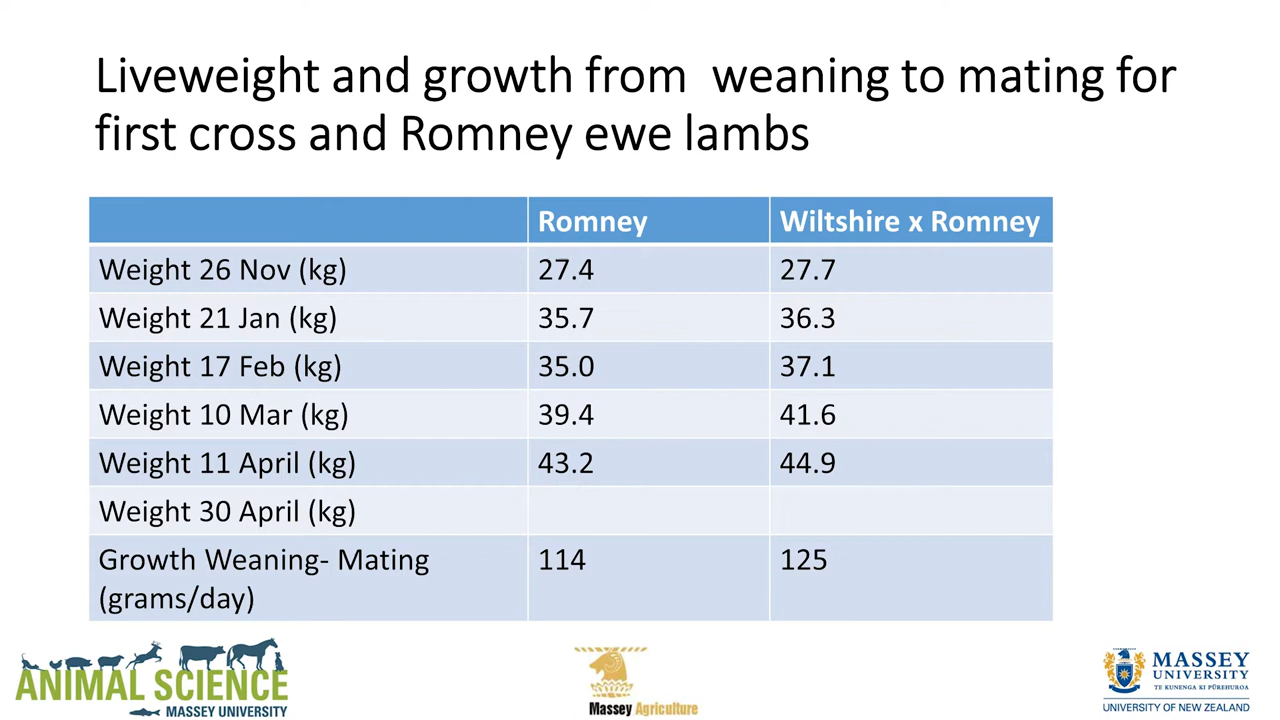 Liveweight and growth from  weaning to mating for
first cross and Romney ewe lambs
Romney Wiltshire x Romney
Weight 26 Nov (kg) 27.4 27.7
Weight 21 Jan (kg) 35.7 36.3
Weight 17 Feb (kg) 35.0 37.1
Weight 10 Mar (kg) 39.4 41.6
Weight 11 April (kg) 43.2 44.9
Weight 30 April (kg)
Growth Weaning- Mating 114 125
(grams/day)
ANIMAL SCIENCE
MASSEY UNIVERSITY
Massey Agriculture
MASSEY
UNIVERSITY
TE KUNENGA KI PŪREHUROA
UNIVERSITY OF NEW ZEALAND